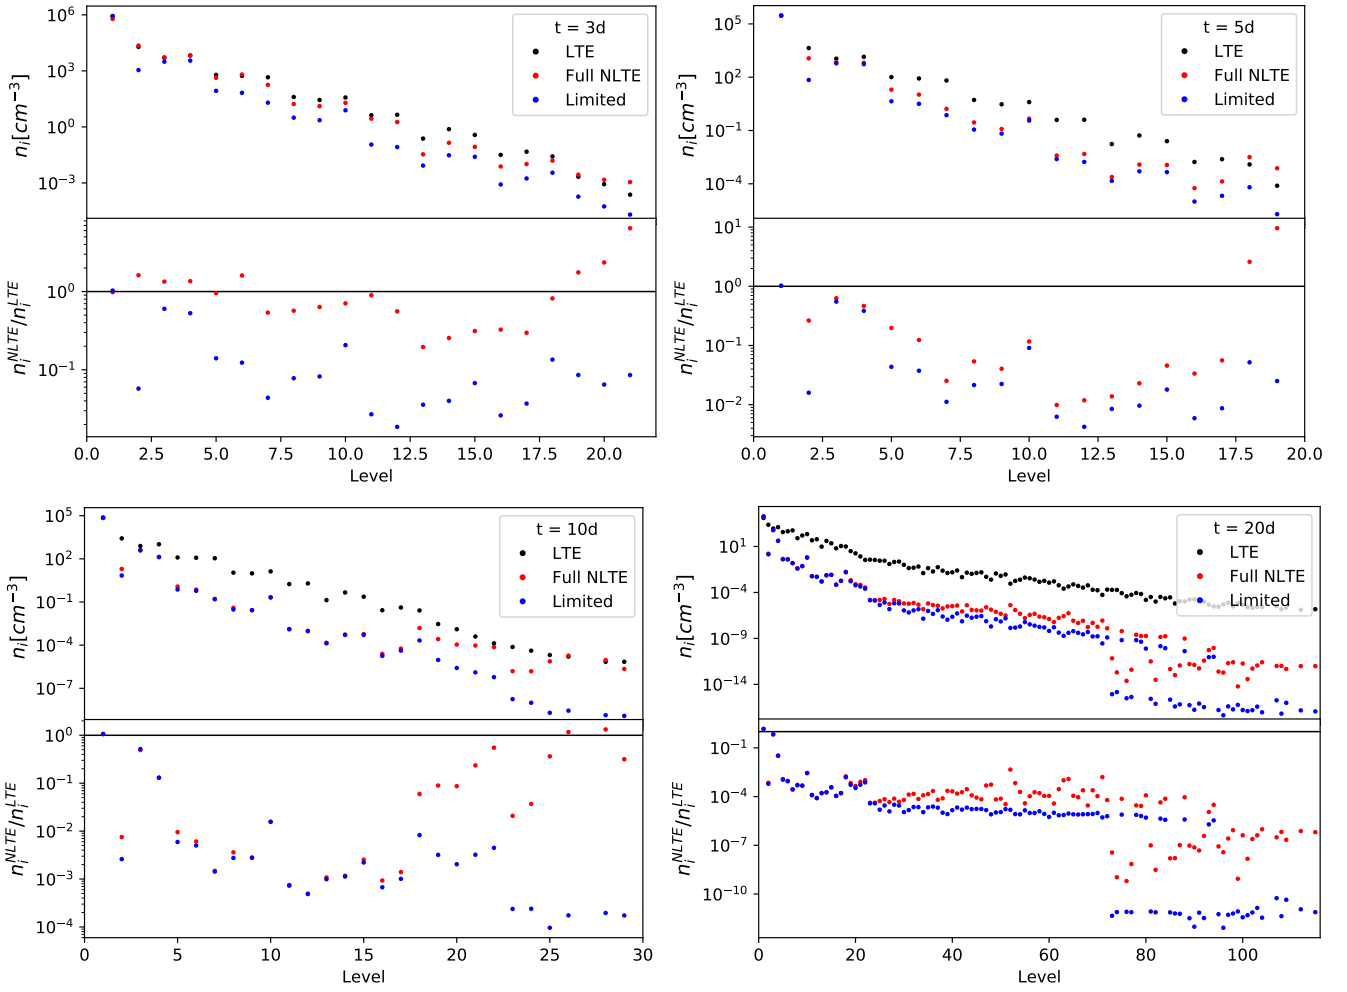 t = 3d
LTE
Full NLTE
Limited
10^6
10^3
10^0
10^-3
n_i[cm^-3]
10^0
10^-1
n_i^NLTE/n_i^LTE
0.0 2.5 5.0 7.5 10.0 12.5 15.0 17.5 20.0
Level
t = 5d
LTE
Full NLTE
Limited
10^5
10^2
10^-1
10^-4
n_i[cm^-3]
10^1
10^0
10^-1
10^-2
n_i^NLTE/n_i^LTE
0.0 2.5 5.0 7.5 10.0 12.5 15.0 17.5 20.0
Level
t = 10d
LTE
Full NLTE
Limited
10^5
10^2
10^-1
10^-4
10^-7
n_i[cm^-3]
10^0
10^-1
10^-2
10^-3
10^-4
n_i^NLTE/n_i^LTE
0 5 10 15 20 25 30
Level
t = 20d
LTE
Full NLTE
Limited
10^1
10^-4
10^-9
10^-14
n_i[cm^-3]
10^-1
10^-4
10^-7
10^-10
n_i^NLTE/n_i^LTE
0 20 40 60 80 100
Level